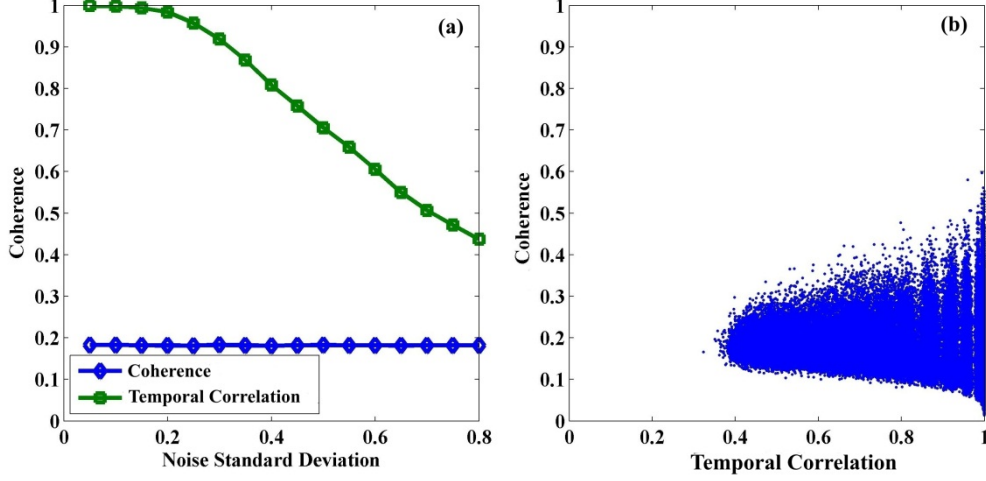 (a)
1
0.9
0.8
0.7
0.6
0.5
0.4
0.3
0.2
0.1
0
Coherence
Coherence
Temporal Correlation
0 0.2 0.4 0.6 0.8
Noise Standard Deviation
(b)
1
0.9
0.8
0.7
0.6
0.5
0.4
0.3
0.2
0.1
0
Coherence
0 0.2 0.4 0.6 0.8 1
Temporal Correlation